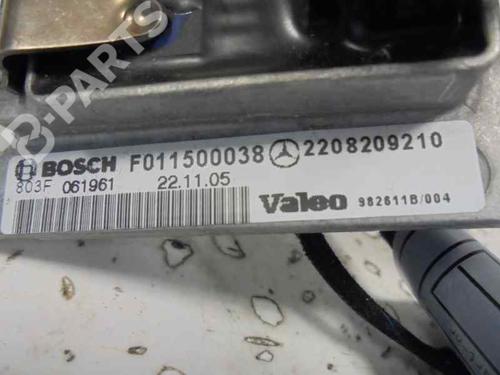 BOSCH F011500038 2208209210
803F 061961 22.11.05
Valeo 982611B/004
B-PARTS